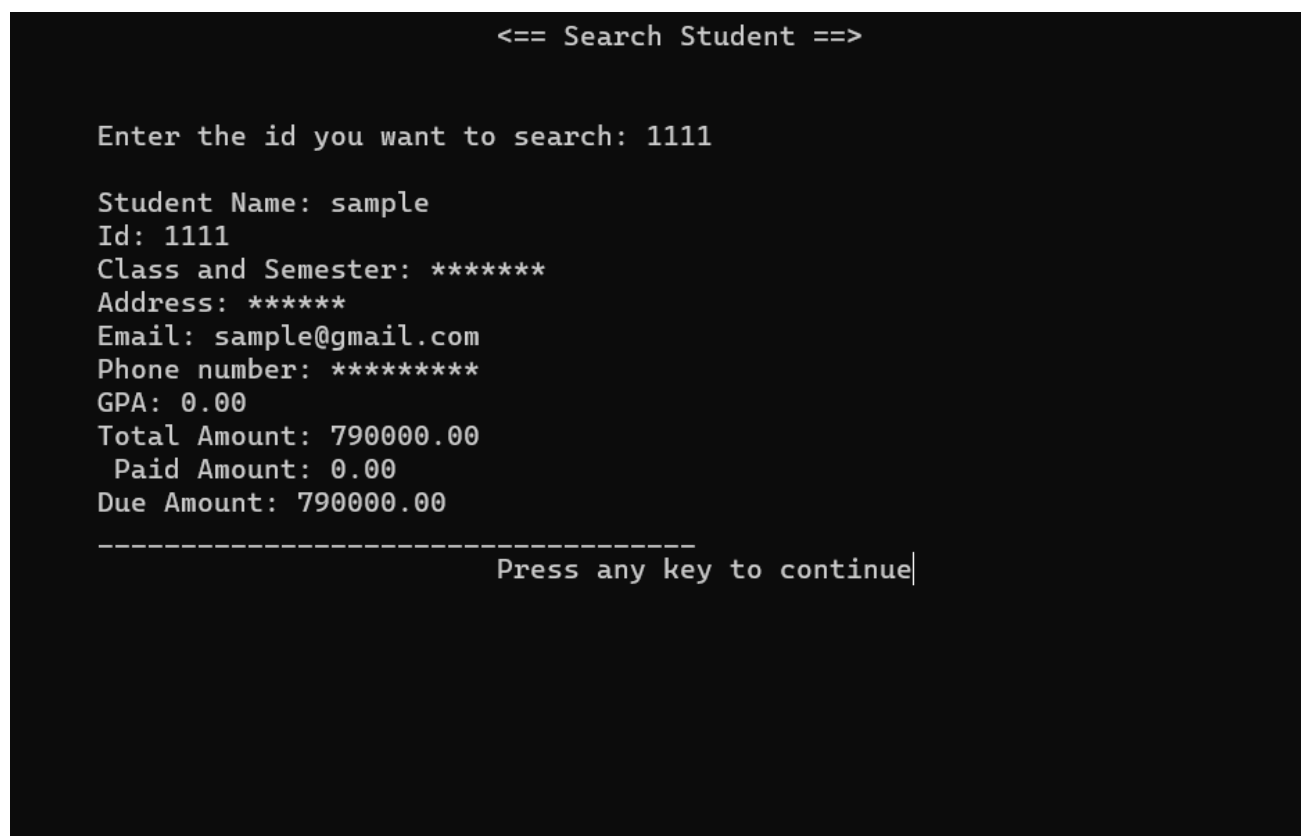 <== Search Student ==>
Enter the id you want to search: 1111
Student Name: sample
Id: 1111
Class and Semester: *******
Address: ******
Email: sample@gmail.com
Phone number: *********
GPA: 0.00
Total Amount: 790000.00
Paid Amount: 0.00
Due Amount: 790000.00
____________________________________
Press any key to continue